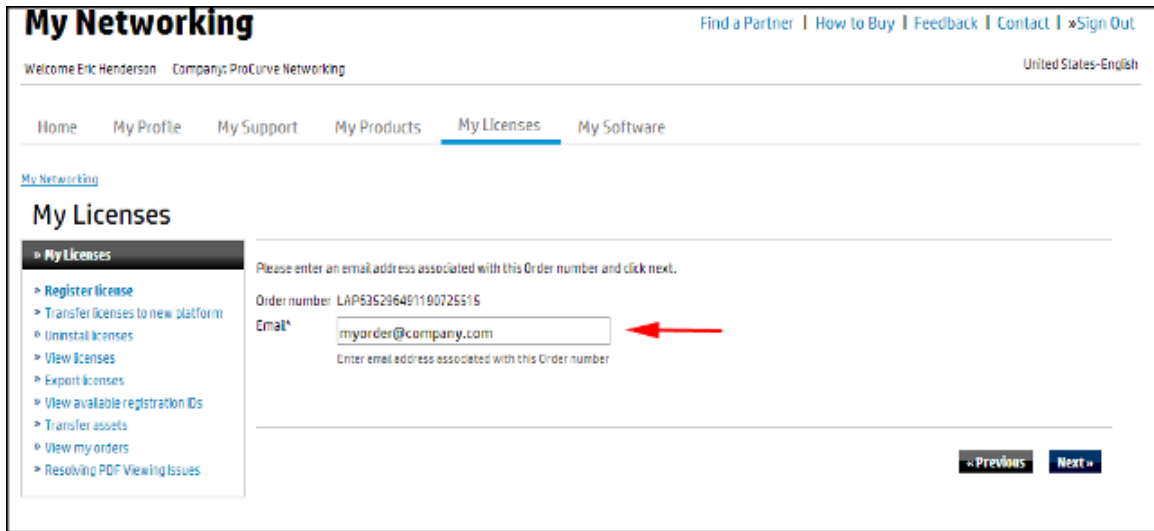 My Networking
Find a Partner | How to Buy | Feedback | Contact | »Sign Out
Welcome Eric Henderson Company: ProCurve Networking
United States-English
Home My Profile My Support My Products My Licenses My Software
My Networking
My Licenses
» My Licenses
» Register license
» Transfer licenses to new platform
» Uninstall licenses
» View licenses
» Export licenses
» View available registration IDs
» Transfer assets
» View my orders
» Resolving PDF Viewing Issues
Please enter an email address associated with this Order number and click next.
Order number LAP635296491190725515
Email* myorder@company.com
Enter email address associated with this Order number
« Previous Next »